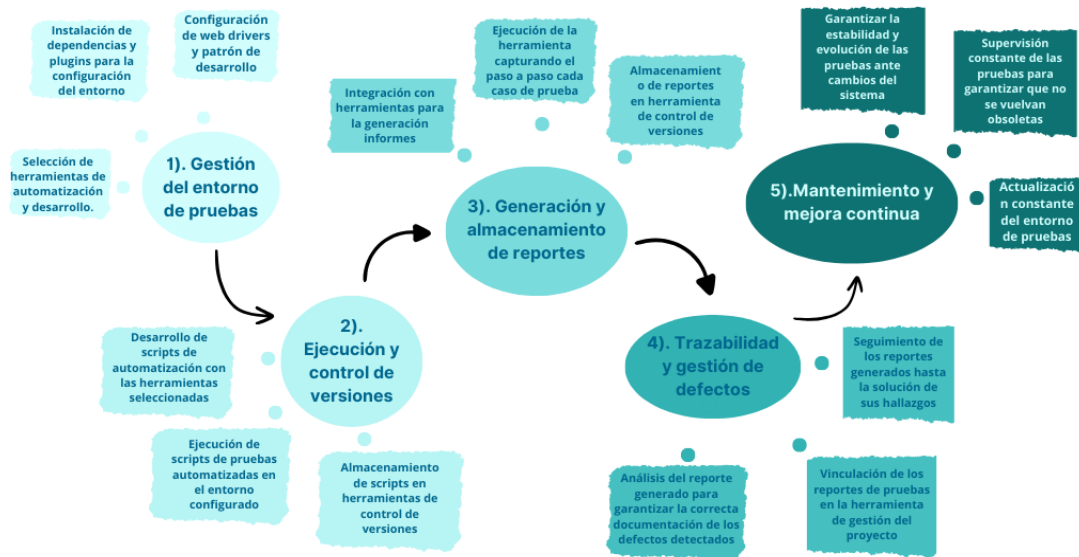 Instalación de
dependencias y
plugins para la
configuración
del entorno
Configuración
de web drivers
y patrón de
desarrollo
Selección de
herramientas de
automatización
y desarrollo.
1). Gestión
del entorno
de pruebas
Desarrollo de
scripts de
automatización con
las herramientas
seleccionadas
2).
Ejecución y
control de
versiones
Ejecución de
scripts de pruebas
automatizadas en
el entorno
configurado
Almacenamiento
de scripts en
herramientas de
control de
versiones
Integración con
herramientas para
la generación
informes
Ejecución de la
herramienta
capturando el
paso a paso cada
caso de prueba
Almacenamient
o de reportes
en herramienta
de control de
versiones
3). Generación y
almacenamiento
de reportes
4). Trazabilidad
y gestión de
defectos
Seguimiento de
los reportes
generados hasta
la solución de
sus hallazgos
Análisis del reporte
generado para
garantizar la correcta
documentación de los
defectos detectados
Vinculación de los
reportes de pruebas
en la herramienta
de gestión del
proyecto
Garantizar la
estabilidad y
evolución de las
pruebas ante
cambios del
sistema
Supervisión
constante de las
pruebas para
garantizar que no
se vuelvan
obsoletas
5).Mantenimiento y
mejora continua
Actualizació
n constante
del entorno
de pruebas